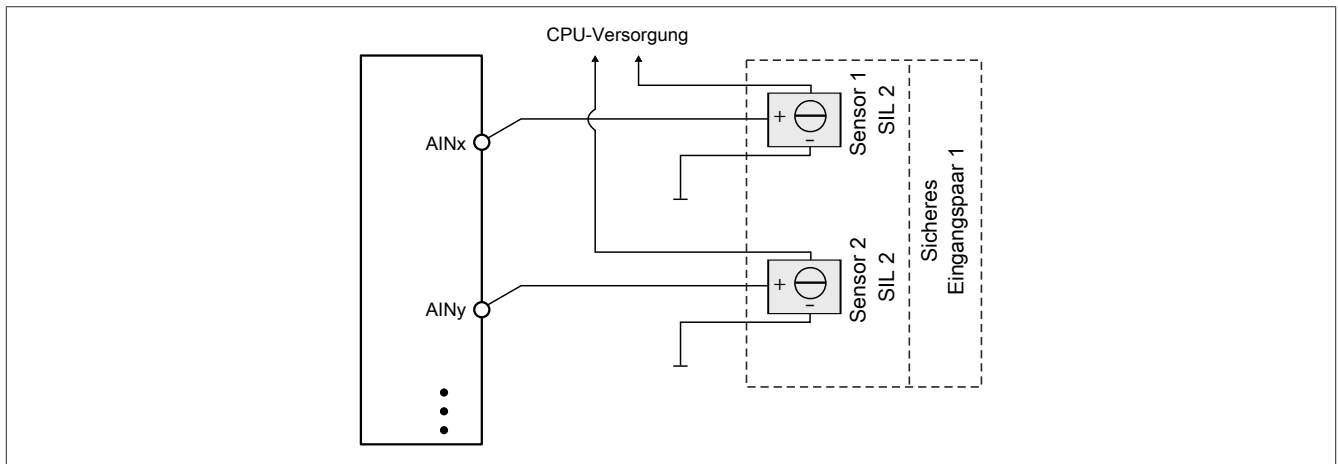 CPU-Versorgung
AINx
+
-
Sensor 1
SIL 2
AINy
+
-
Sensor 2
SIL 2
Sicheres
Eingangspaar 1